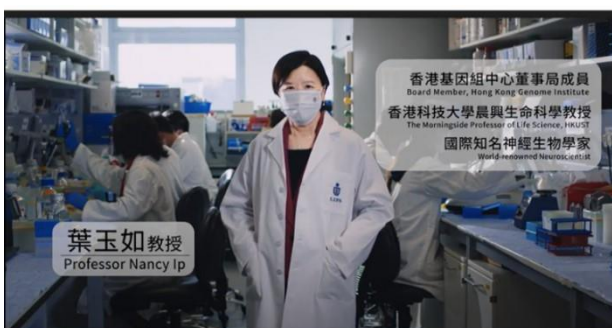 香港基因組中心董事局成員
Board Member, Hong Kong Genome Institute
香港科技大學晨興生命科學教授
The Morningside Professor of Life Science, HKUST
國際知名神經生物學家
World-renowned Neuroscientist
葉玉如教授
Professor Nancy Ip